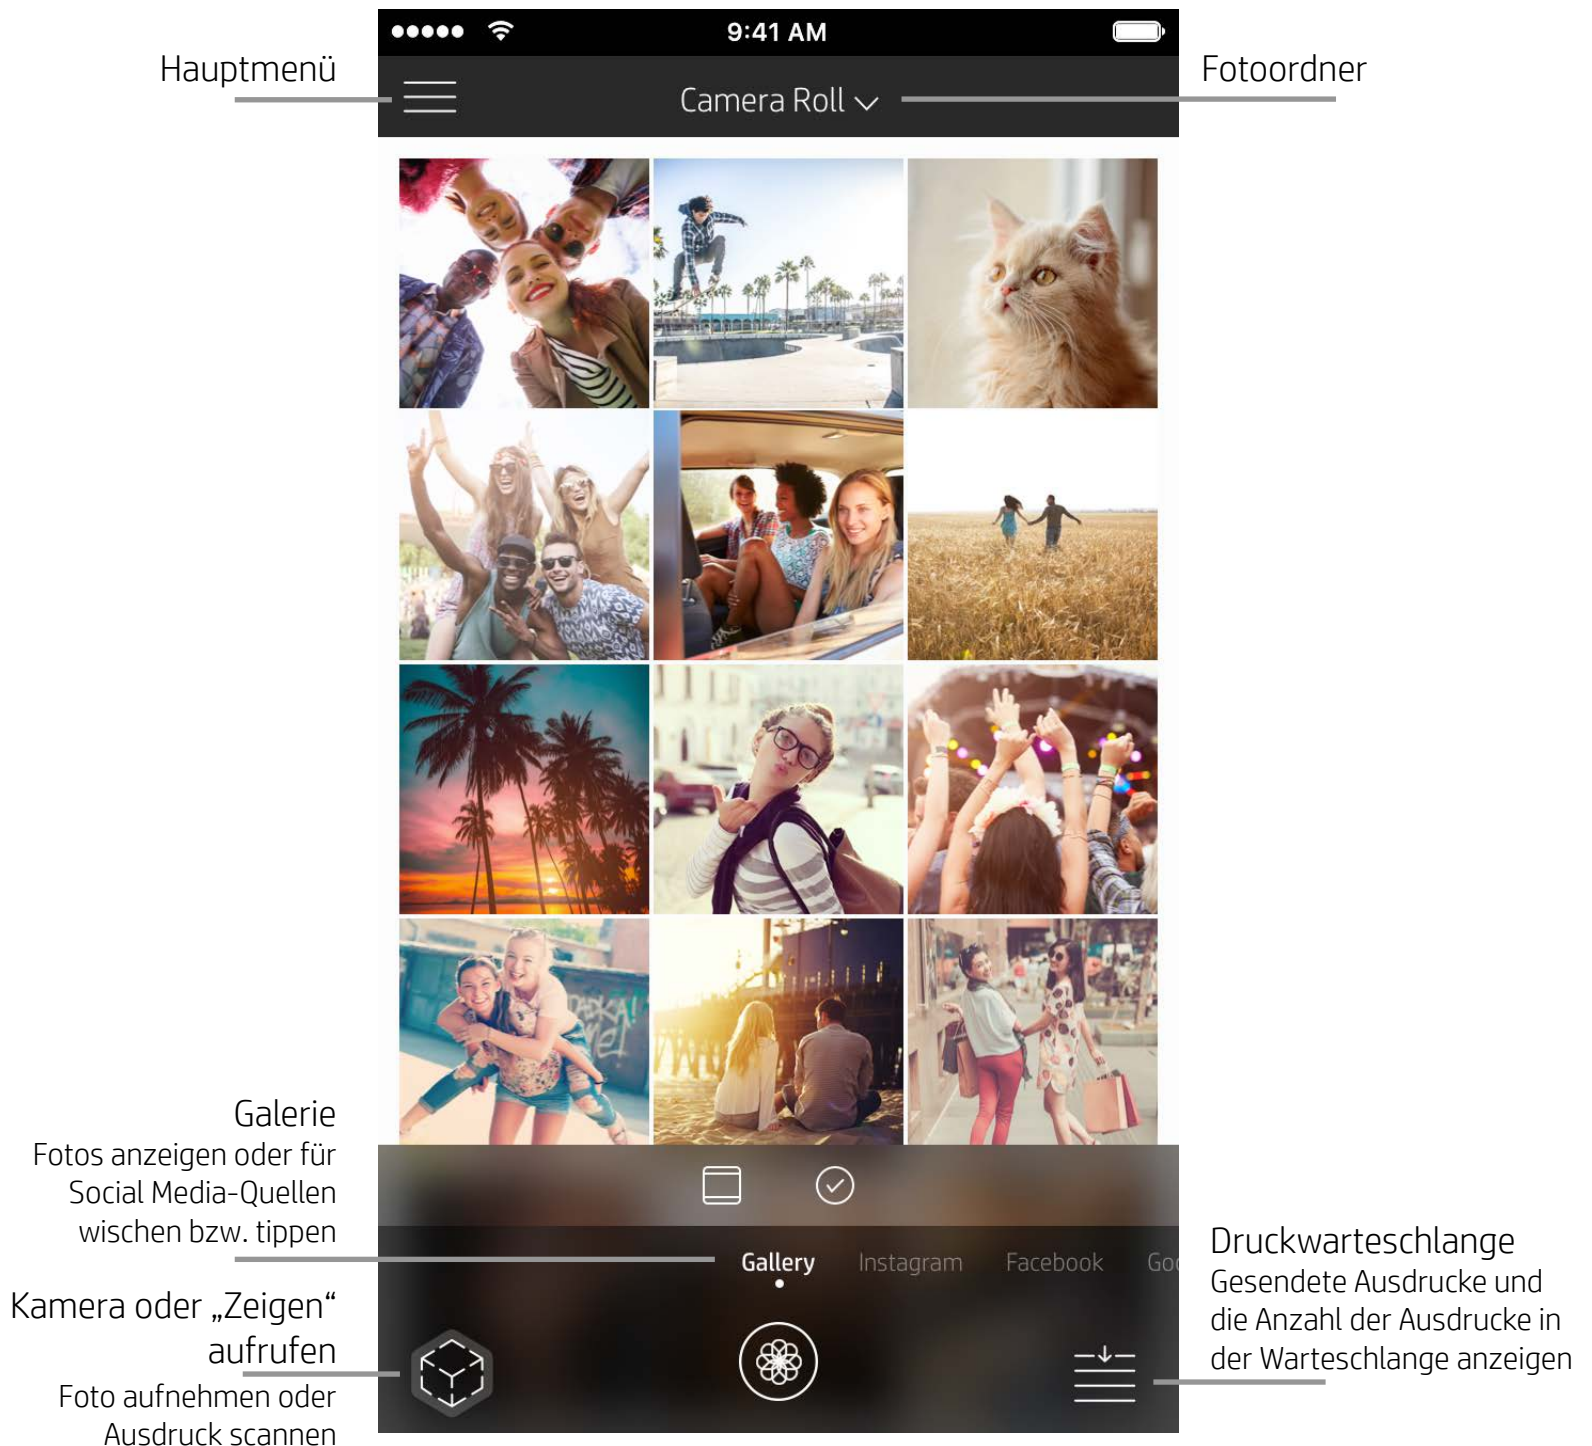 9:41 AM
Hauptmenü
Camera Roll
Fotoordner
Galerie
Fotos anzeigen oder für
Social Media-Quellen
wischen bzw. tippen
Gallery Instagram Facebook Goo
Kamera oder „Zeigen“
aufrufen
Foto aufnehmen oder
Ausdruck scannen
Druckwarteschlange
Gesendete Ausdrucke und
die Anzahl der Ausdrucke in
der Warteschlange anzeigen